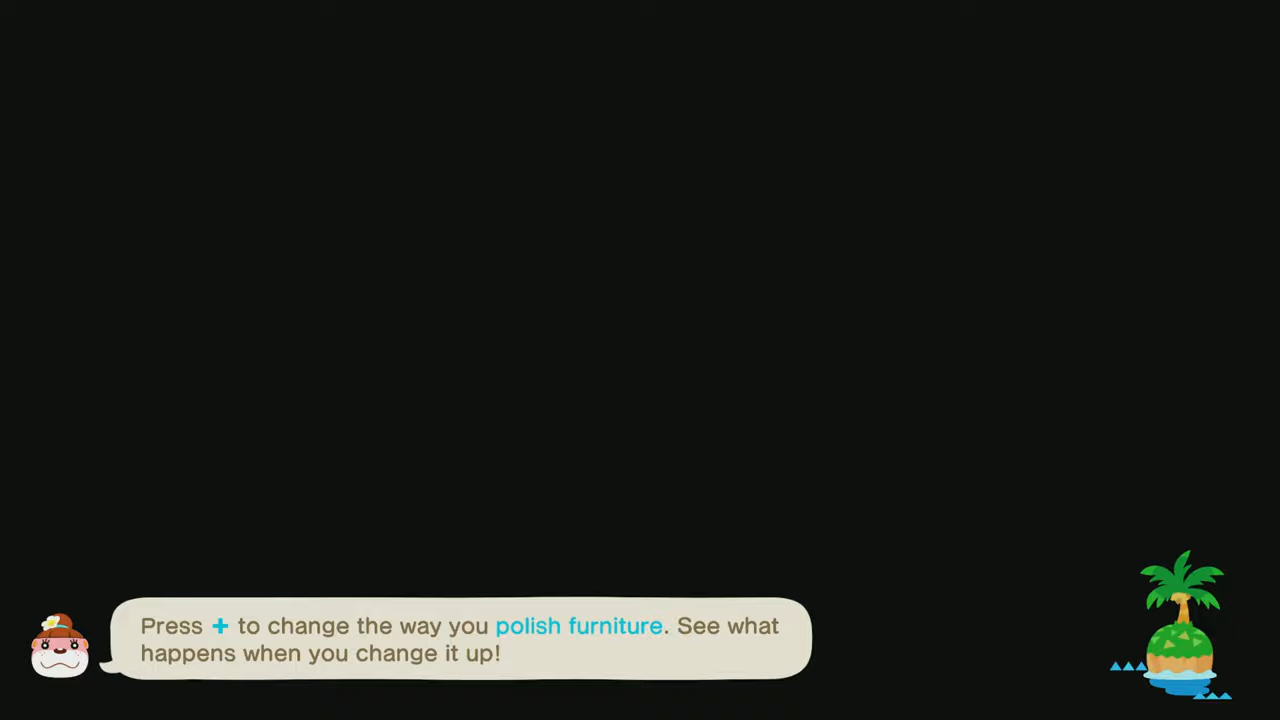 Press + to change the way you polish furniture. See what
happens when you change it up!